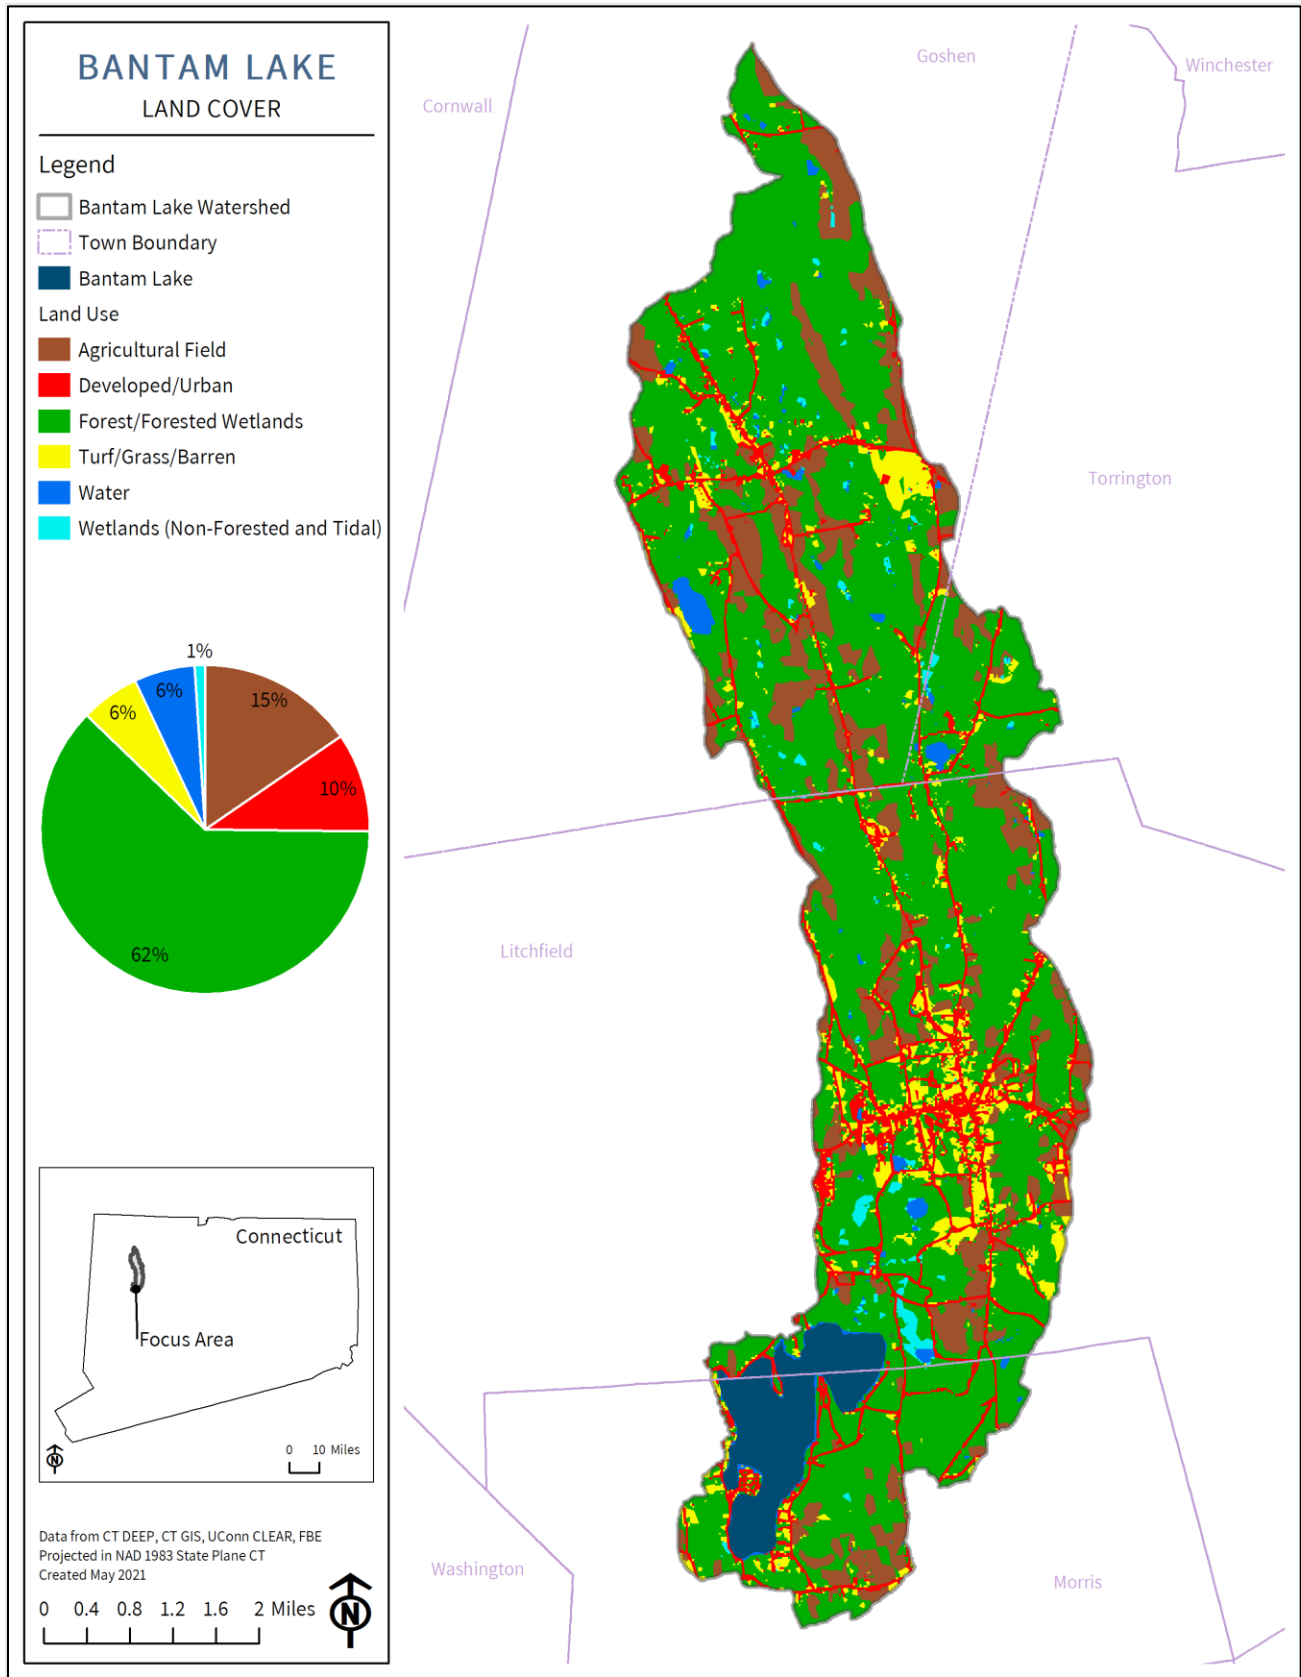 BANTAM LAKE
LAND COVER
Legend
Bantam Lake Watershed
Town Boundary
Bantam Lake
Land Use
Agricultural Field
Developed/Urban
Forest/Forested Wetlands
Turf/Grass/Barren
Water
Wetlands (Non-Forested and Tidal)
1%
6%
6%
15%
10%
62%
Connecticut
Focus Area
N
0 10 Miles
Data from CT DEEP, CT GIS, UConn CLEAR, FBE
Projected in NAD 1983 State Plane CT
Created May 2021
0 0.4 0.8 1.2 1.6 2 Miles
N
Goshen
Winchester
Cornwall
Torrington
Litchfield
Washington
Morris